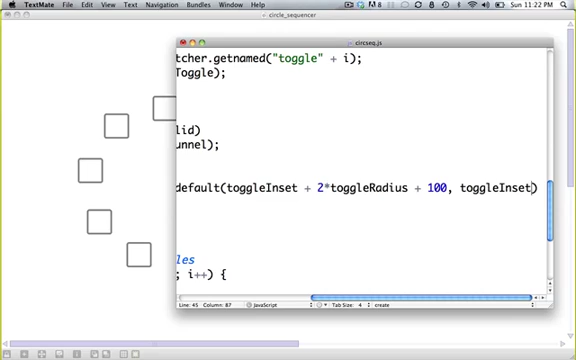 TextMate File Edit View Text Navigation Bundles Window Help 8 Sun 11:22 PM
circle_sequencer
circseq.js
tcher.getnamed("toggle" + i);
Toggle);
lid)
unnel);
default(toggleInset + 2*toggleRadius + 100, toggleInset)
les
; i++) {
Line: 45 Column: 87 JavaScript Tab Size: 4 create